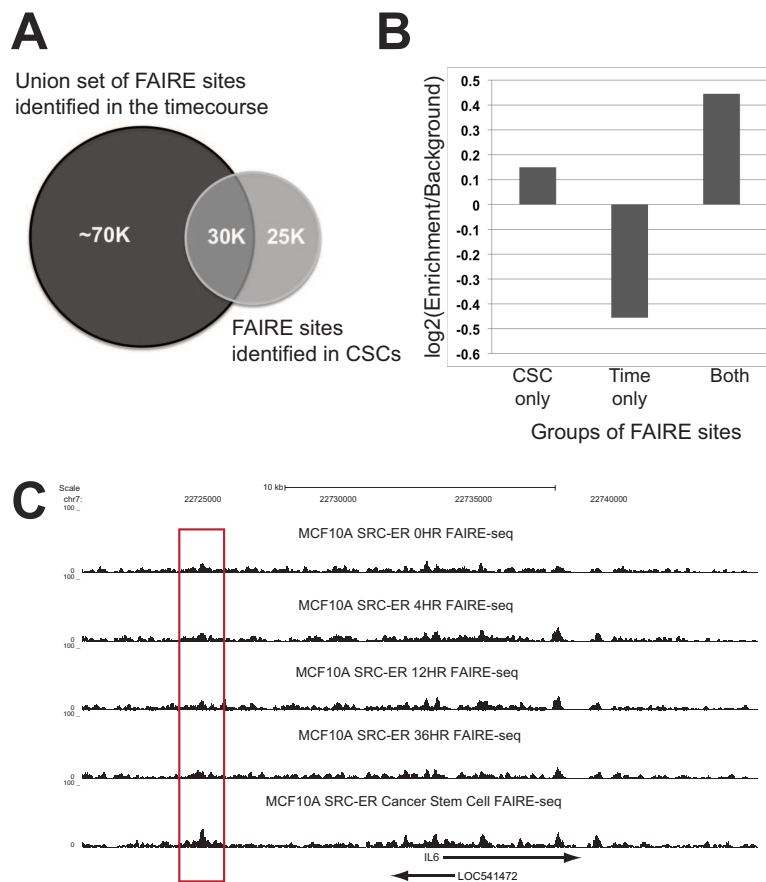 A
Union set of FAIRE sites
identified in the timecourse
~70K
30K
25K
FAIRE sites
identified in CSCs
B
log2(Enrichment/Background)
0.5
0.4
0.3
0.2
0.1
0
-0.1
-0.2
-0.3
-0.4
-0.5
-0.6
CSC
only
Time
only
Both
Groups of FAIRE sites
C
Scale
10 kb
chr7:
22725000
22730000
22735000
22740000
100 _
MCF10A SRC-ER 0HR FAIRE-seq
0
100 _
MCF10A SRC-ER 4HR FAIRE-seq
0
100 _
MCF10A SRC-ER 12HR FAIRE-seq
0
100 _
MCF10A SRC-ER 36HR FAIRE-seq
0
100 _
MCF10A SRC-ER Cancer Stem Cell FAIRE-seq
0
IL6
LOC541472